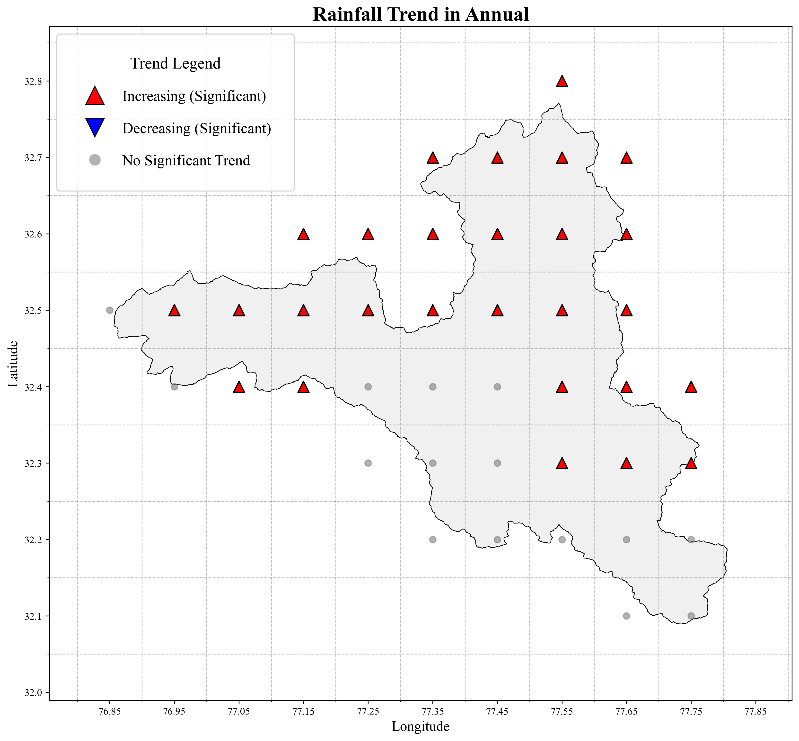 Rainfall Trend in Annual
Trend Legend
Increasing (Significant)
Decreasing (Significant)
No Significant Trend
32.8
32.7
32.6
32.5
32.4
32.3
32.2
32.1
32.0
Latitude
76.85 76.95 77.05 77.15 77.25 77.35 77.45 77.55 77.65 77.75 77.85
Longitude